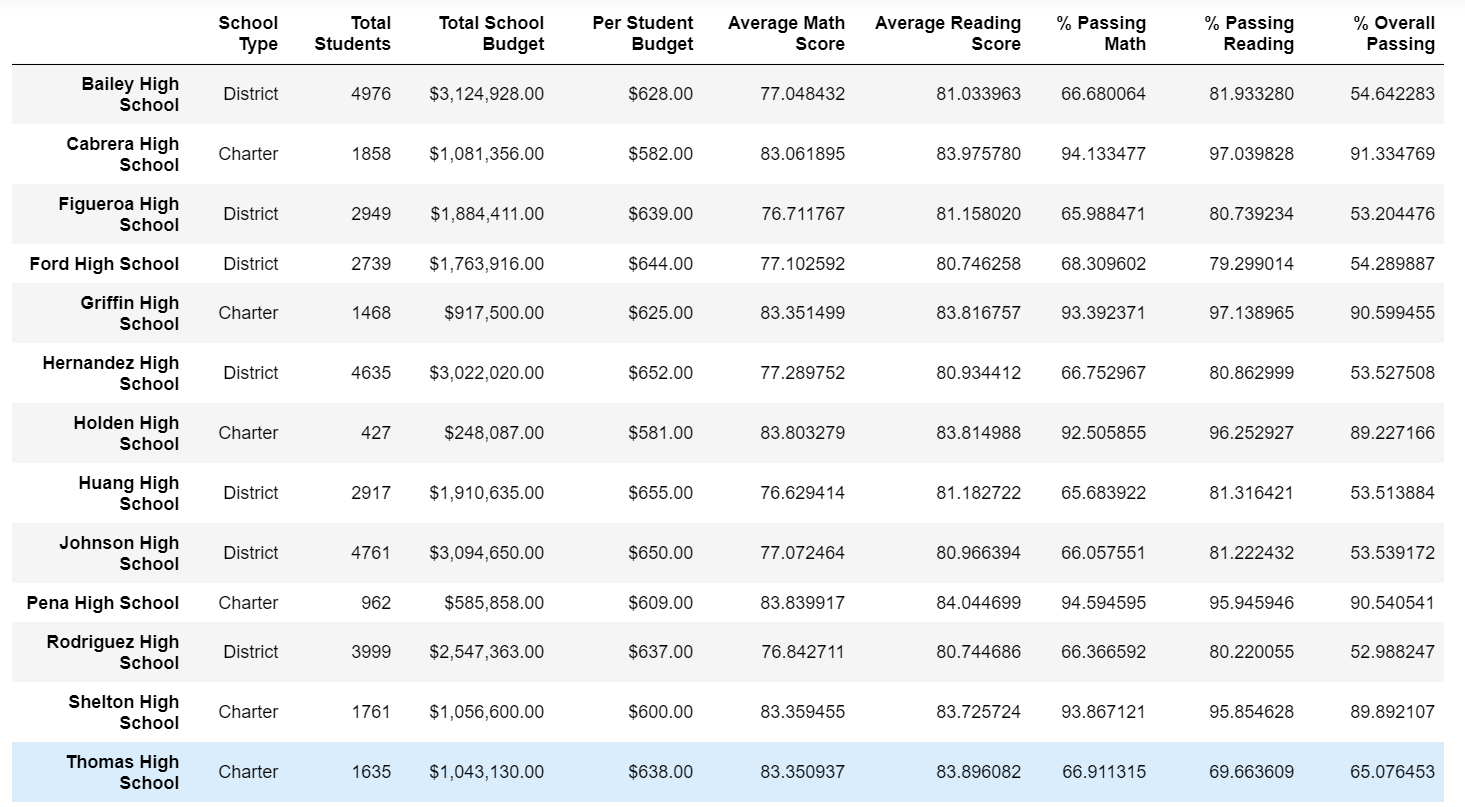 School Type Total Students Total School Budget Per Student Budget Average Math Score Average Reading Score % Passing Math % Passing Reading % Overall Passing
Bailey High School District 4976 $3,124,928.00 $628.00 77.048432 81.033963 66.680064 81.933280 54.642283
Cabrera High School Charter 1858 $1,081,356.00 $582.00 83.061895 83.975780 94.133477 97.039828 91.334769
Figueroa High School District 2949 $1,884,411.00 $639.00 76.711767 81.158020 65.988471 80.739234 53.204476
Ford High School District 2739 $1,763,916.00 $644.00 77.102592 80.746258 68.309602 79.299014 54.289887
Griffin High School Charter 1468 $917,500.00 $625.00 83.351499 83.816757 93.392371 97.138965 90.599455
Hernandez High School District 4635 $3,022,020.00 $652.00 77.289752 80.934412 66.752967 80.862999 53.527508
Holden High School Charter 427 $248,087.00 $581.00 83.803279 83.814988 92.505855 96.252927 89.227166
Huang High School District 2917 $1,910,635.00 $655.00 76.629414 81.182722 65.683922 81.316421 53.513884
Johnson High School District 4761 $3,094,650.00 $650.00 77.072464 80.966394 66.057551 81.222432 53.539172
Pena High School Charter 962 $585,858.00 $609.00 83.839917 84.044699 94.594595 95.945946 90.540541
Rodriguez High School District 3999 $2,547,363.00 $637.00 76.842711 80.744686 66.366592 80.220055 52.988247
Shelton High School Charter 1761 $1,056,600.00 $600.00 83.359455 83.725724 93.867121 95.854628 89.892107
Thomas High School Charter 1635 $1,043,130.00 $638.00 83.350937 83.896082 66.911315 69.663609 65.076453